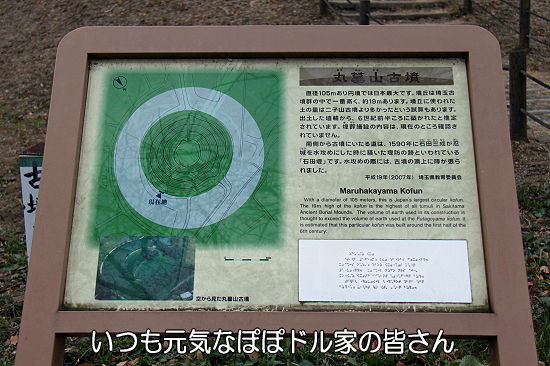 丸墓山古墳
直径105mあり円墳では日本最大です。墳丘は埼玉古
墳群の中で一番高く、約19mあります。墳丘に使われた
土の量は二子山古墳より多かったという試算もあります。
出土した埴輪から、6世紀前半ころに築かれたと推定
されています。埋葬施設の内容は、現在のところ確認さ
れていません。
南側から古墳にいたる道は、1590年に石田三成が忍
城を水攻めにした時に築いた堤防の跡といわれている
「石田堤」です。水攻めの際には、古墳の頂上に陣が張ら
れました。
平成19年(2007年) 埼玉県教育委員会
Maruhakayama Kofun
With a diameter of 105 meters, this is Japan's largest circular kofun.
The 19m high of the kofun is the highest of all tumuli in Sakitama
Ancient Burial Mounds. The volume of earth used in its construction is
thought to exceed the volume of earth used at the Futagoyama kofun. It
is estimated that this particular kofun was built around the first half of the
6th century.
現在地
空から見た丸墓山古墳
古墳
いつも元気なぽぽドル家の皆さん